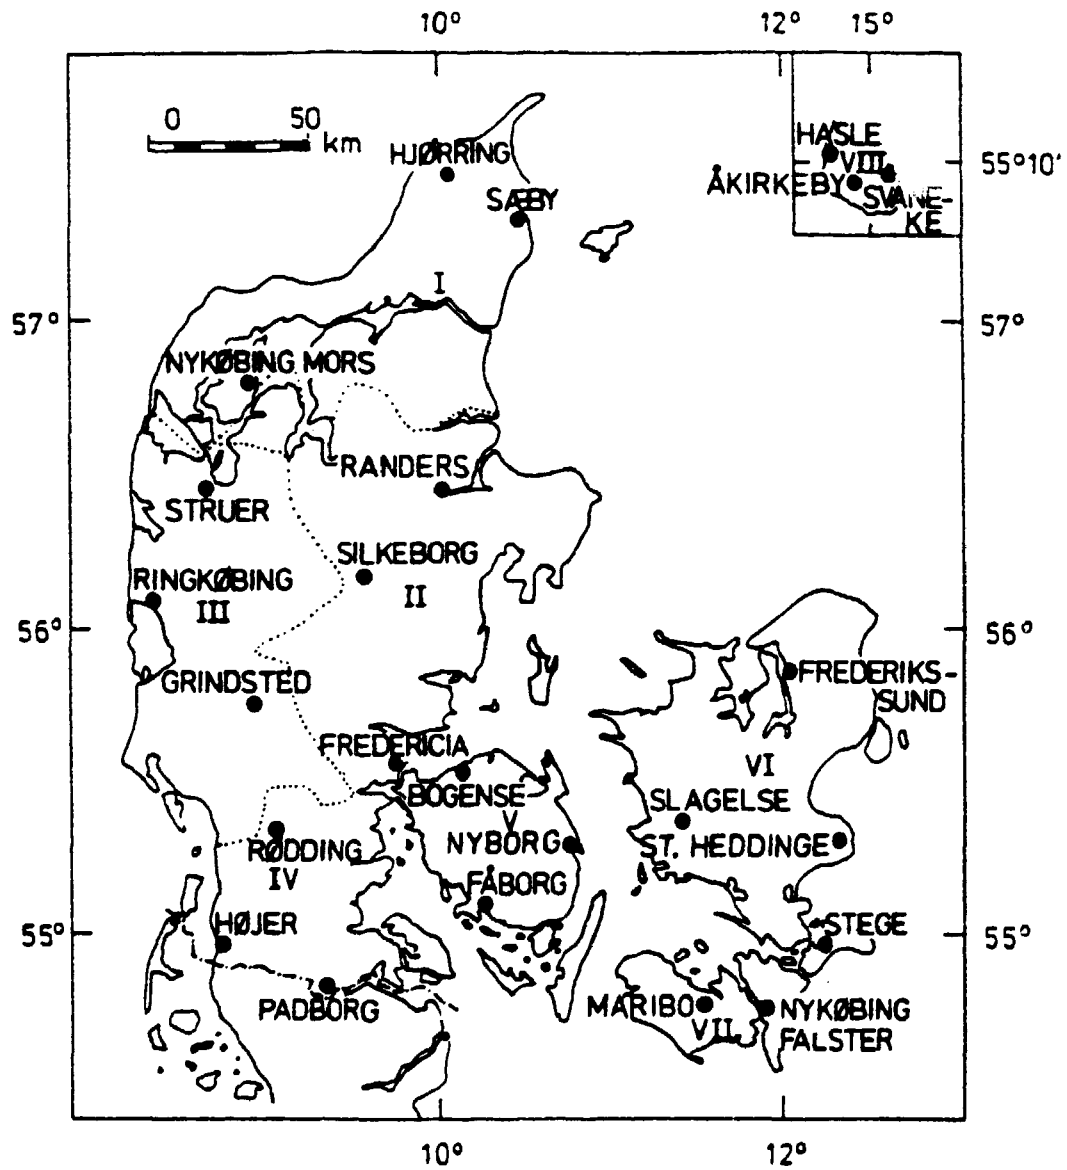 10° 12° 15°
0 50 km
HJØRRING
SÆBY
HASLE
VIII
ÅKIRKEBY
SVANE-
KE
55°10'
I
57° 57°
NYKØBING MORS
RANDERS
STRUER
SILKEBORG
II
RINGKØBING
III
56° 56°
GRINDSTED
FREDERIKS-
SUND
FREDERICIA
BOGENSE
V
VI
SLAGELSE
NYBORG
ST. HEDDINGE
RØDDING
IV
FÅBORG
HØJER
STEGE
55° 55°
PADBORG
MARIBO
VII
NYKØBING
FALSTER
10° 12°